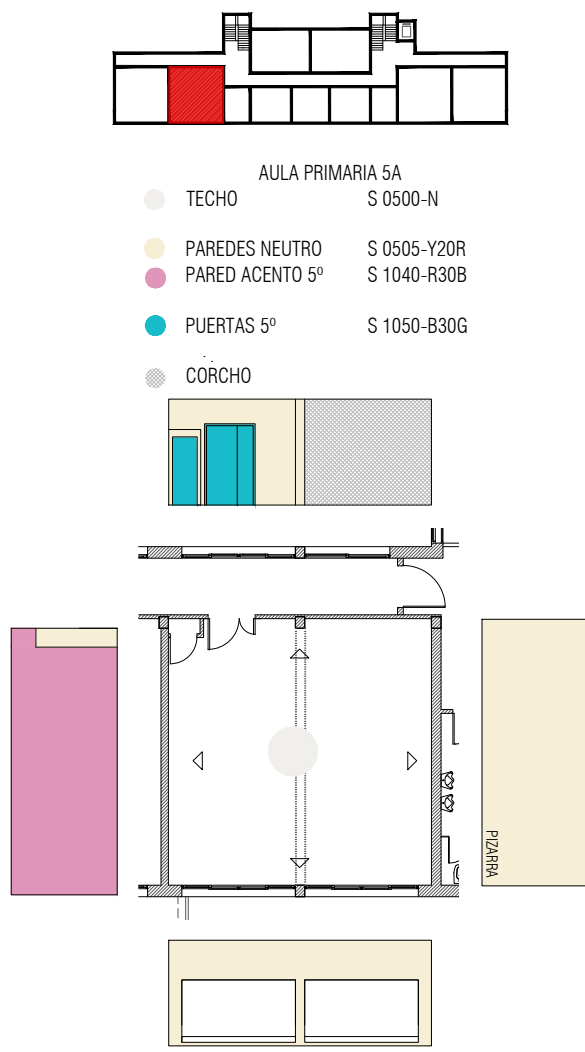 AULA PRIMARIA 5A
TECHO S 0500-N
PAREDES NEUTRO S 0505-Y20R
PARED ACENTO 5º S 1040-R30B
PUERTAS 5º S 1050-B30G
CORCHO
PIZARRA